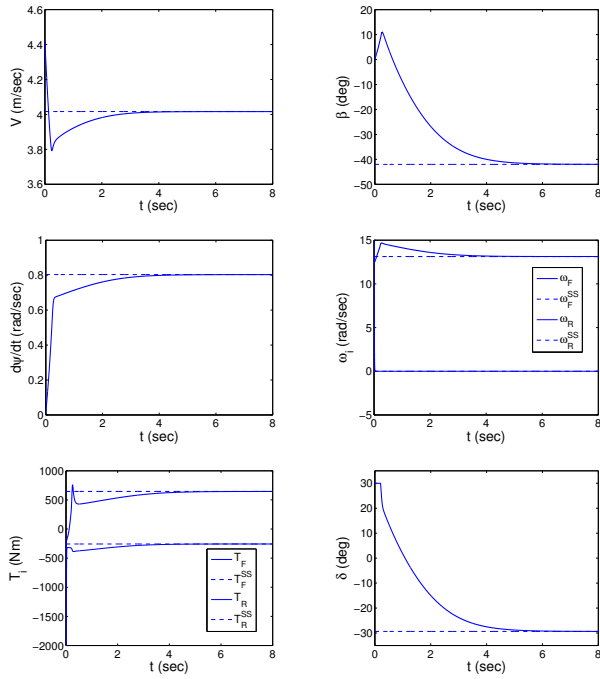 4.6
4.4
4.2
4
3.8
3.6
V (m/sec)
0 2 4 6 8
t (sec)
20
10
0
−10
−20
−30
−40
−50
β (deg)
0 2 4 6 8
t (sec)
1
0.8
0.6
0.4
0.2
0
dψ/dt (rad/sec)
0 2 4 6 8
t (sec)
15
10
5
0
−5
ω_i (rad/sec)
ω_F
ω_F^SS
ω_R
ω_R^SS
0 2 4 6 8
t (sec)
1000
500
0
−500
−1000
−1500
−2000
T_i (Nm)
T_F
T_F^SS
T_R
T_R^SS
0 2 4 6 8
t (sec)
30
20
10
0
−10
−20
−30
δ (deg)
0 2 4 6 8
t (sec)